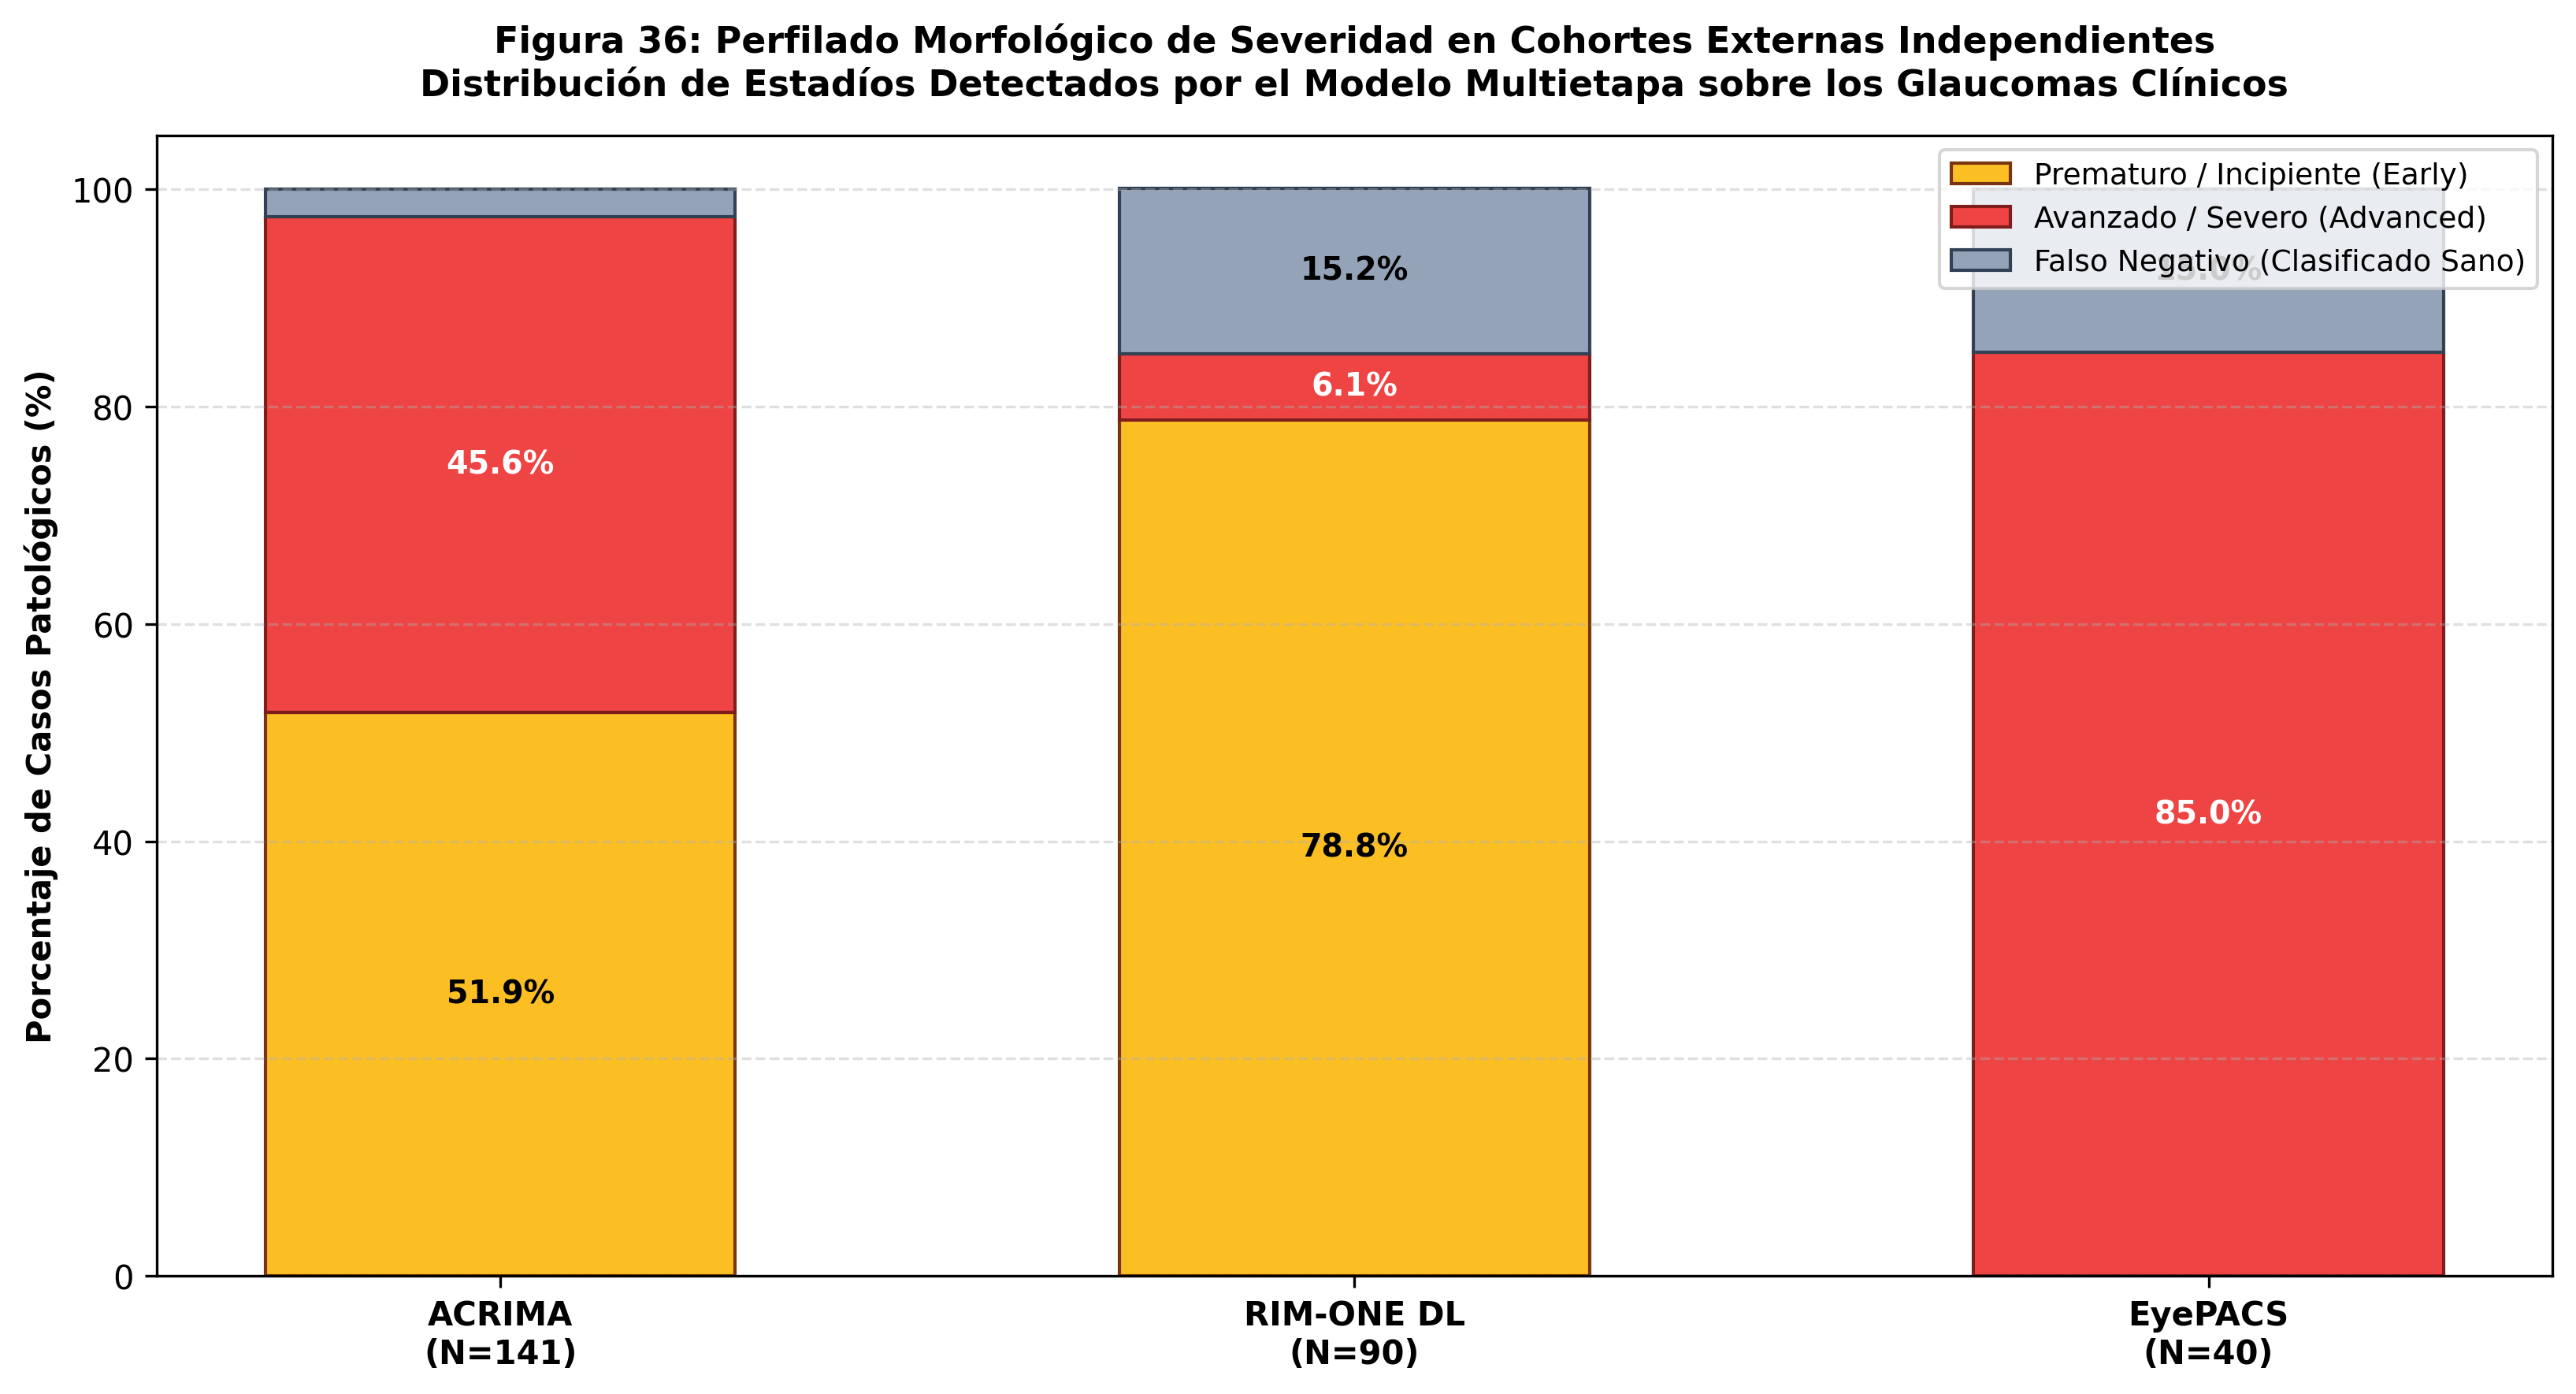 Figura 36: Perfilado Morfológico de Severidad en Cohortes Externas Independientes
Distribución de Estadíos Detectados por el Modelo Multietapa sobre los Glaucomas Clínicos
Porcentaje de Casos Patológicos (%)
100
80
60
40
20
0
Prematuro / Incipiente (Early)
Avanzado / Severo (Advanced)
Falso Negativo (Clasificado Sano)
45.6%
51.9%
15.2%
6.1%
78.8%
85.0%
ACRIMA
(N=141)
RIM-ONE DL
(N=90)
EyePACS
(N=40)